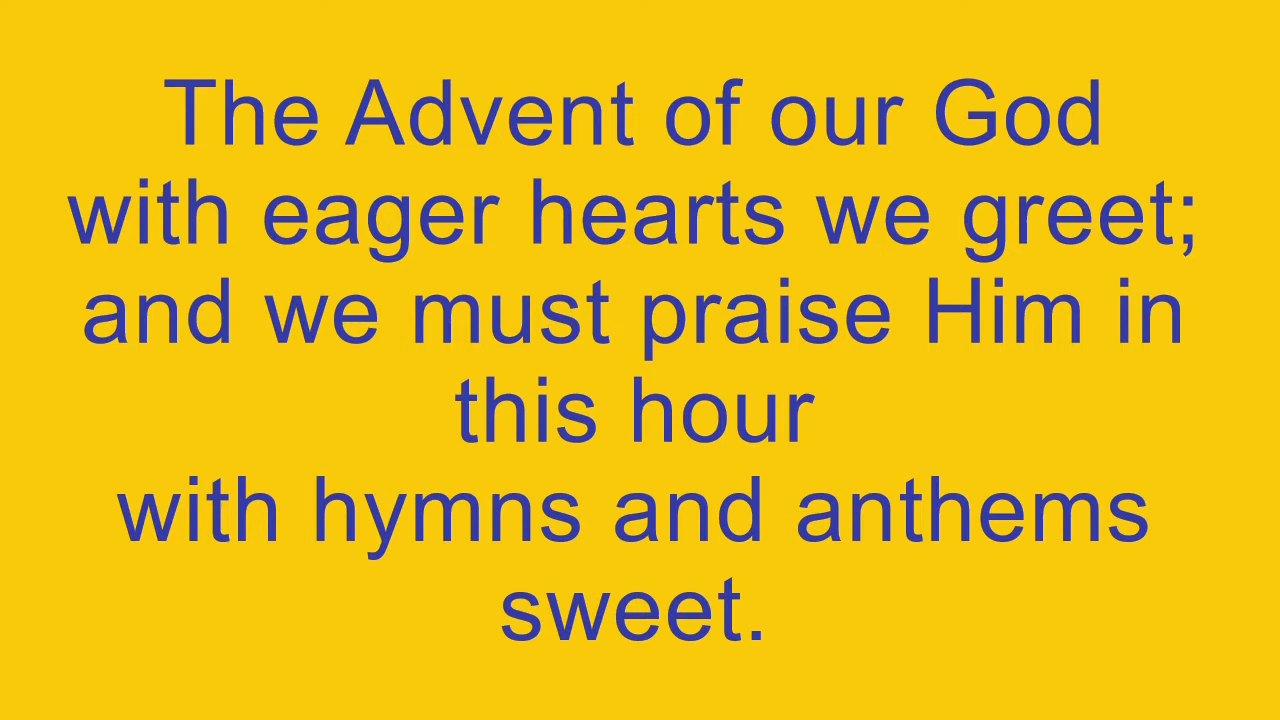 The Advent of our God
with eager hearts we greet;
and we must praise Him in
this hour
with hymns and anthems
sweet.